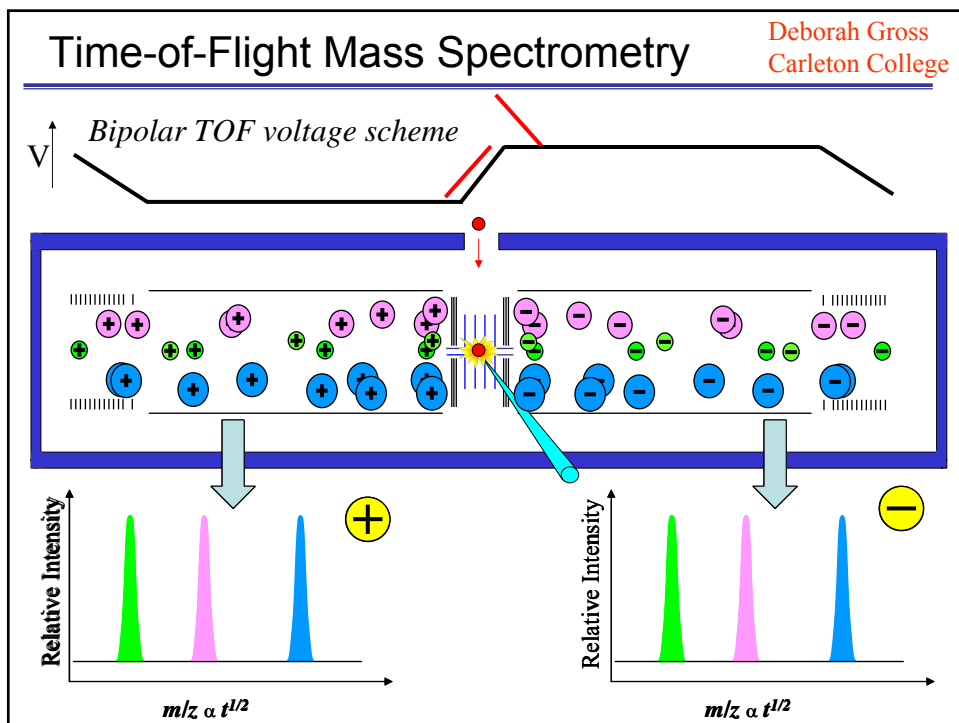 Time-of-Flight Mass Spectrometry
Deborah Gross
Carleton College
Bipolar TOF voltage scheme
V
+
−
Relative Intensity
m/z α t1/2
Relative Intensity
m/z α t1/2